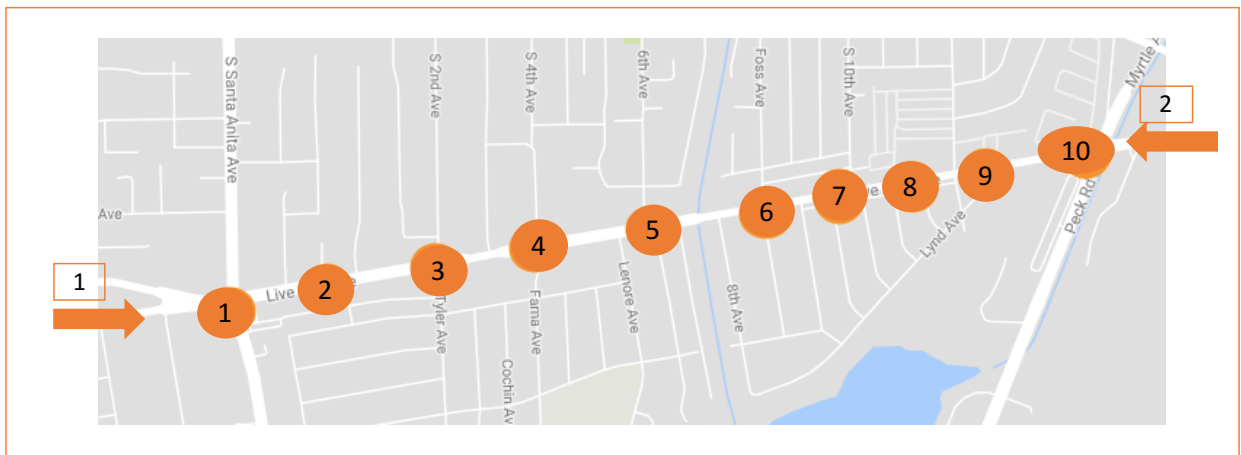 S Santa Anita Ave
S 2nd Ave
S 4th Ave
6th Ave
Foss Ave
S 10th Ave
Myrtle A
2
10
9
8
7
6
5
4
3
2
1
Ave
1
Live
Tyler Ave
Farna Ave
Cochin Av
Lenore Ave
8th Ave
Lynd Ave
Peck Rd